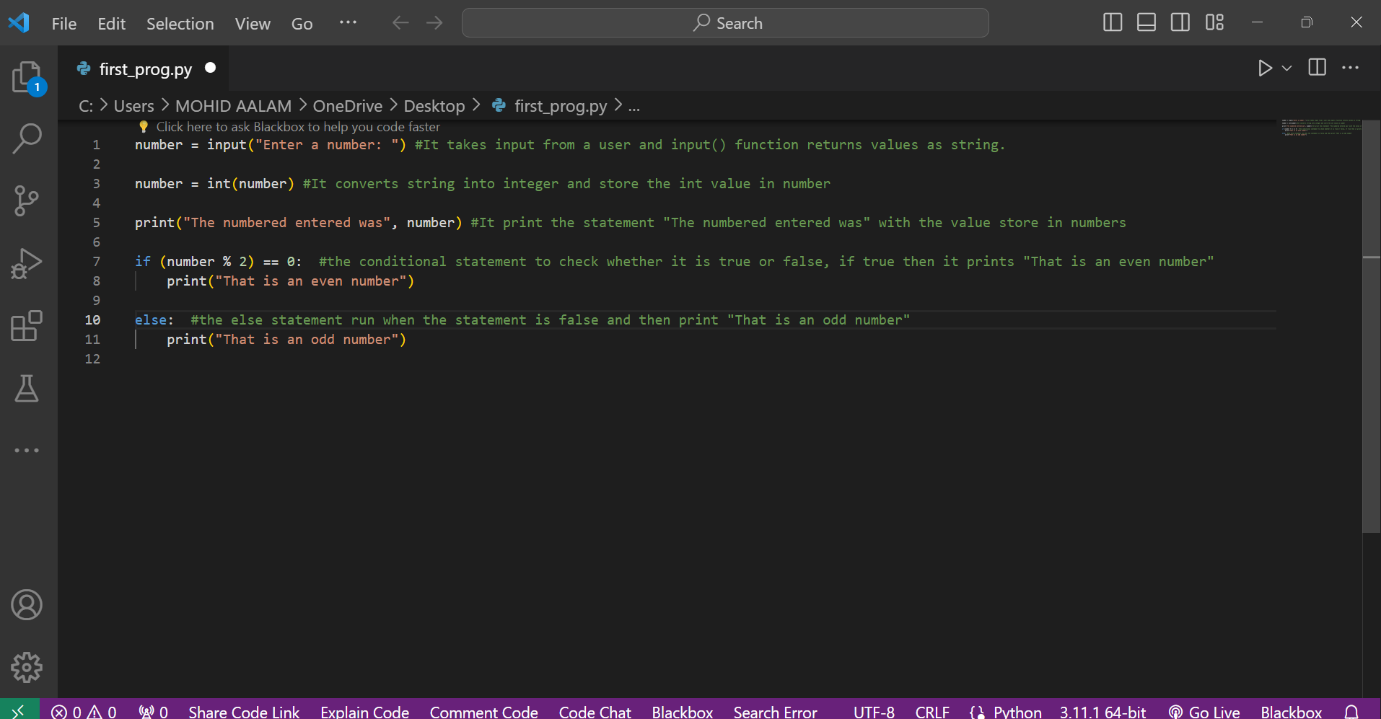 File Edit Selection View Go ··· Search
first_prog.py
1
C: > Users > MOHID AALAM > OneDrive > Desktop > first_prog.py > ...
Click here to ask Blackbox to help you code faster
1 number = input("Enter a number: ") #It takes input from a user and input() function returns values as string.
2
3 number = int(number) #It converts string into integer and store the int value in number
4
5 print("The numbered entered was", number) #It print the statement "The numbered entered was" with the value store in numbers
6
7 if (number % 2) == 0:  #the conditional statement to check whether it is true or false, if true then it prints "That is an even number"
8     print("That is an even number")
9
10 else:  #the else statement run when the statement is false and then print "That is an odd number"
11     print("That is an odd number")
12
0 0 0 Share Code Link Explain Code Comment Code Code Chat Blackbox Search Error UTF-8 CRLF {} Python 3.11.1 64-bit Go Live Blackbox